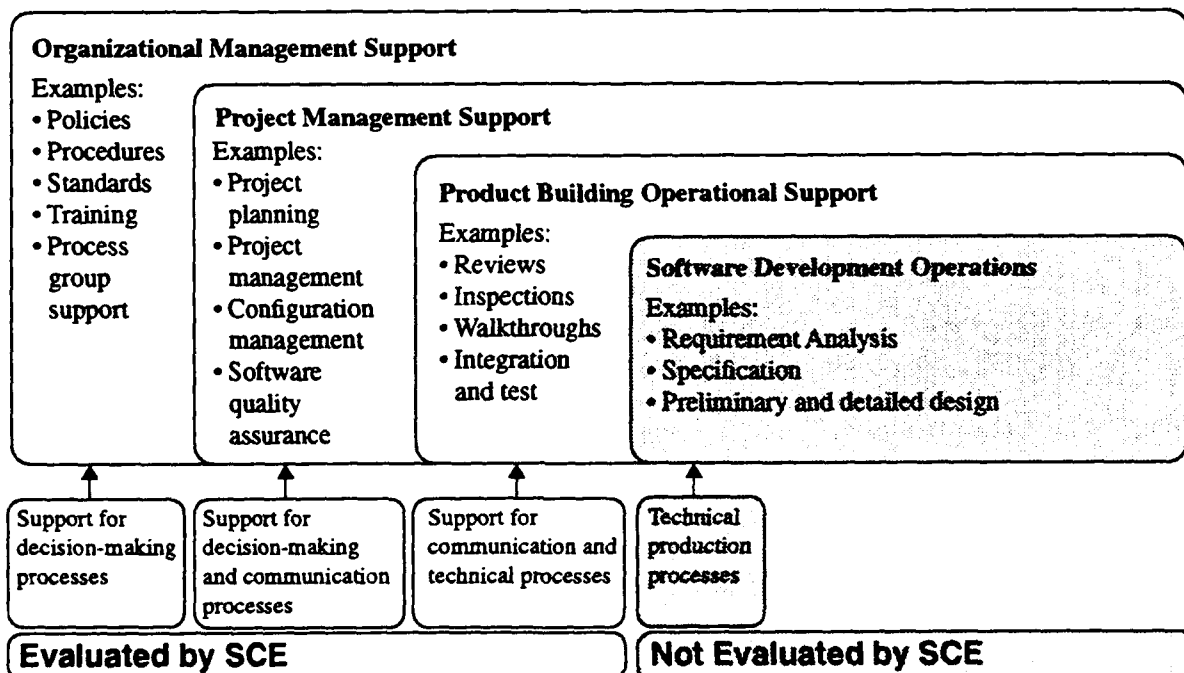 Organizational Management Support
Examples:
• Policies
• Procedures
• Standards
• Training
• Process
group
support
Project Management Support
Examples:
• Project
planning
• Project
management
• Configuration
management
• Software
quality
assurance
Product Building Operational Support
Examples:
• Reviews
• Inspections
• Walkthroughs
• Integration
and test
Software Development Operations
Examples:
• Requirement Analysis
• Specification
• Preliminary and detailed design
Support for
decision-making
processes
Support for
decision-making
and communication
processes
Support for
communication and
technical processes
Technical
production
processes
Evaluated by SCE
Not Evaluated by SCE